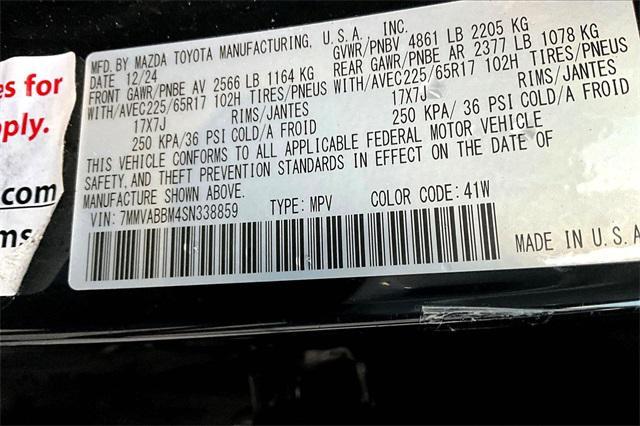 MFD. BY MAZDA TOYOTA MANUFACTURING, U.S.A. INC.
DATE 12/24 GVWR/PNBV 4861 LB 2205 KG
FRONT GAWR/PNBE AV 2566 LB 1164 KG REAR GAWR/PNBE AR 2377 LB 1078 KG
WITH/AVEC225/65R17 102H TIRES/PNEUS WITH/AVEC225/65R17 102H TIRES/PNEUS
17X7J RIMS/JANTES 17X7J RIMS/JANTES
250 KPA/36 PSI COLD/A FROID 250 KPA/ 36 PSI COLD/A FROID
THIS VEHICLE CONFORMS TO ALL APPLICABLE FEDERAL MOTOR VEHICLE
SAFETY, AND THEFT PREVENTION STANDARDS IN EFFECT ON THE DATE OF
MANUFACTURE SHOWN ABOVE.
VIN: 7MMVABBM4SN338859 TYPE: MPV COLOR CODE: 41W
MADE IN U.S.A
es for
pply.
.com
ms.